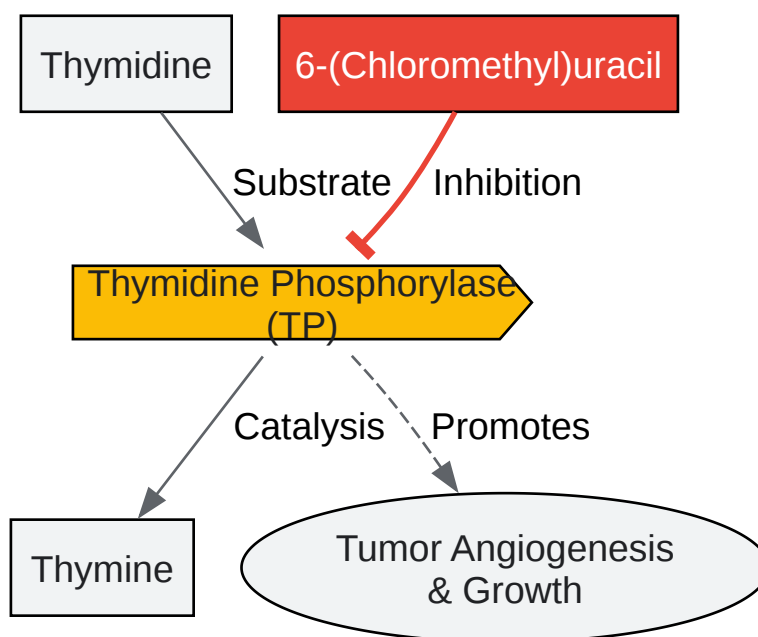 Thymidine
6-(Chloromethyl)uracil
Substrate
Inhibition
Thymidine Phosphorylase
(TP)
Catalysis
Promotes
Thymine
Tumor Angiogenesis
& Growth